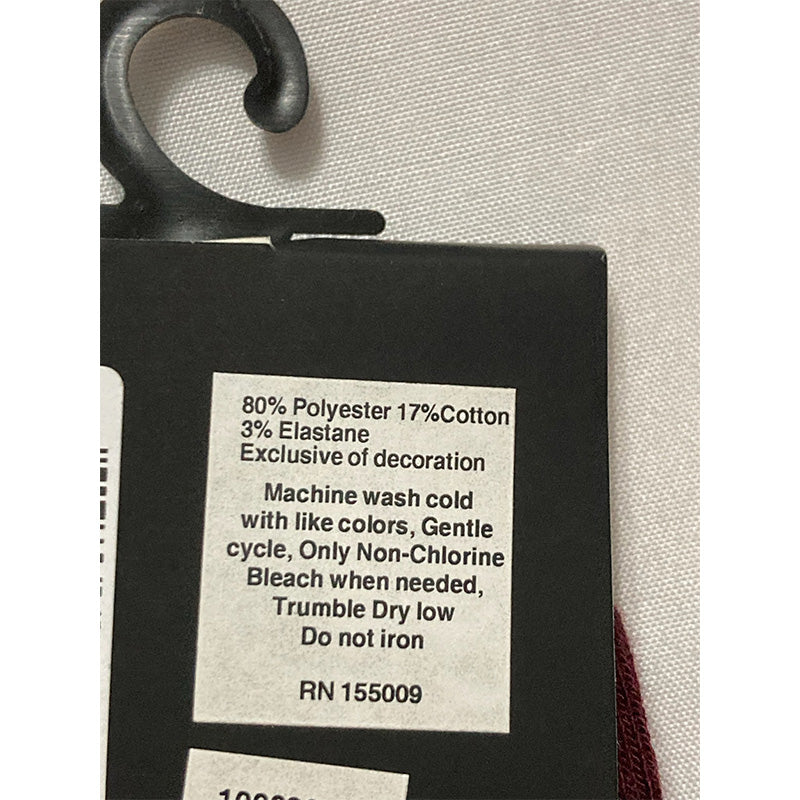 80% Polyester 17%Cotton
3% Elastane
Exclusive of decoration
Machine wash cold
with like colors, Gentle
cycle, Only Non-Chlorine
Bleach when needed,
Trumble Dry low
Do not iron
RN 155009